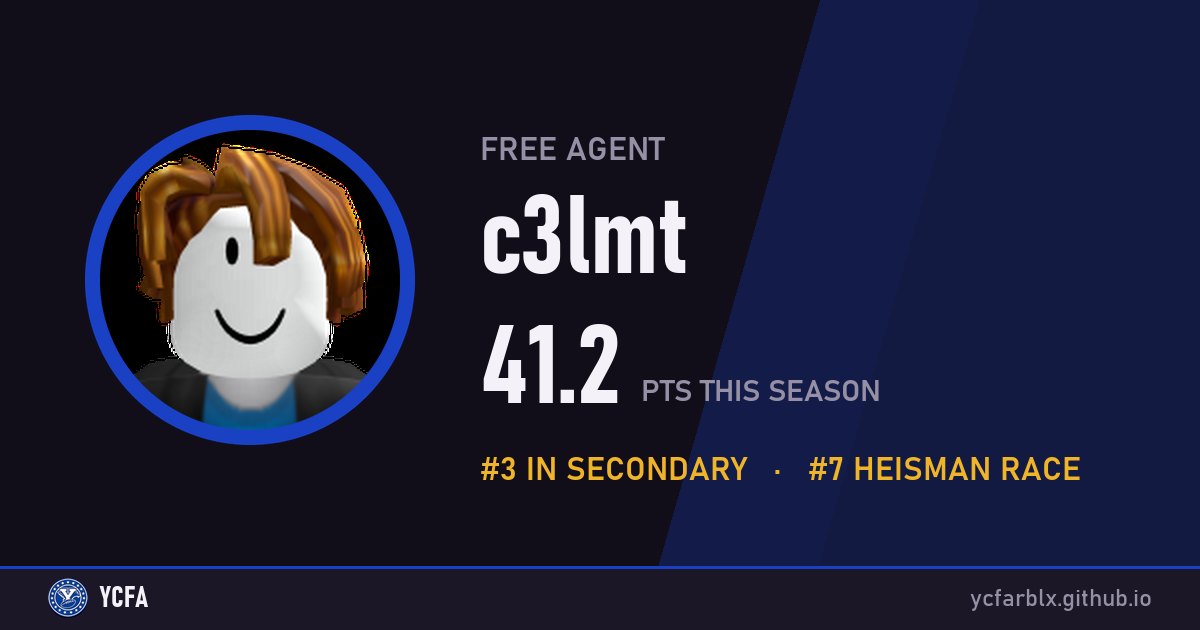 FREE AGENT
c3lmt
41.2 PTS THIS SEASON
#3 IN SECONDARY · #7 HEISMAN RACE
YCFA
ycfarblx.github.io